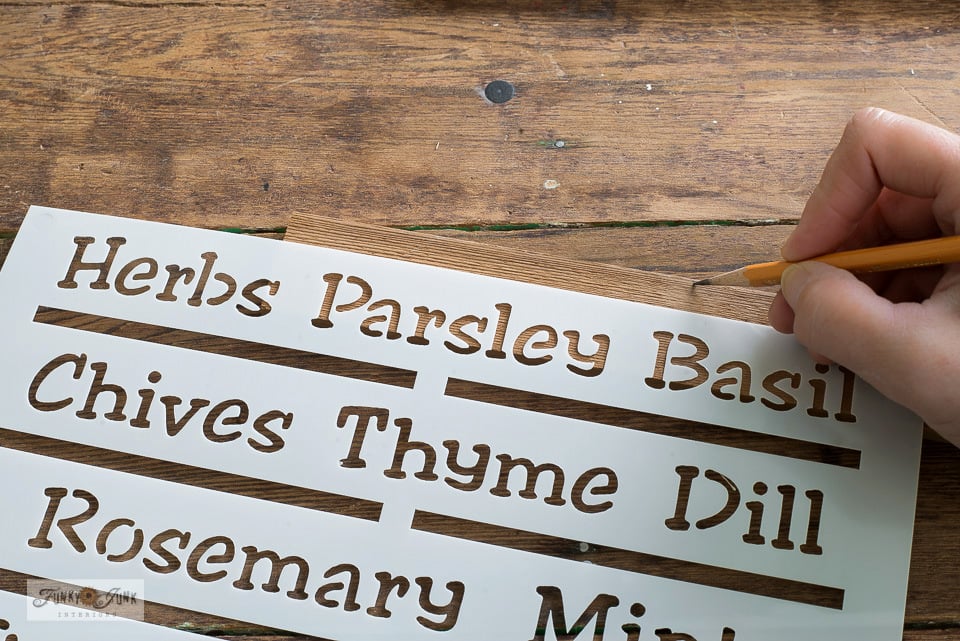 Herbs Parsley Basil
Chives Thyme Dill
Rosemary
FUNKY JUNK
INTERIORS